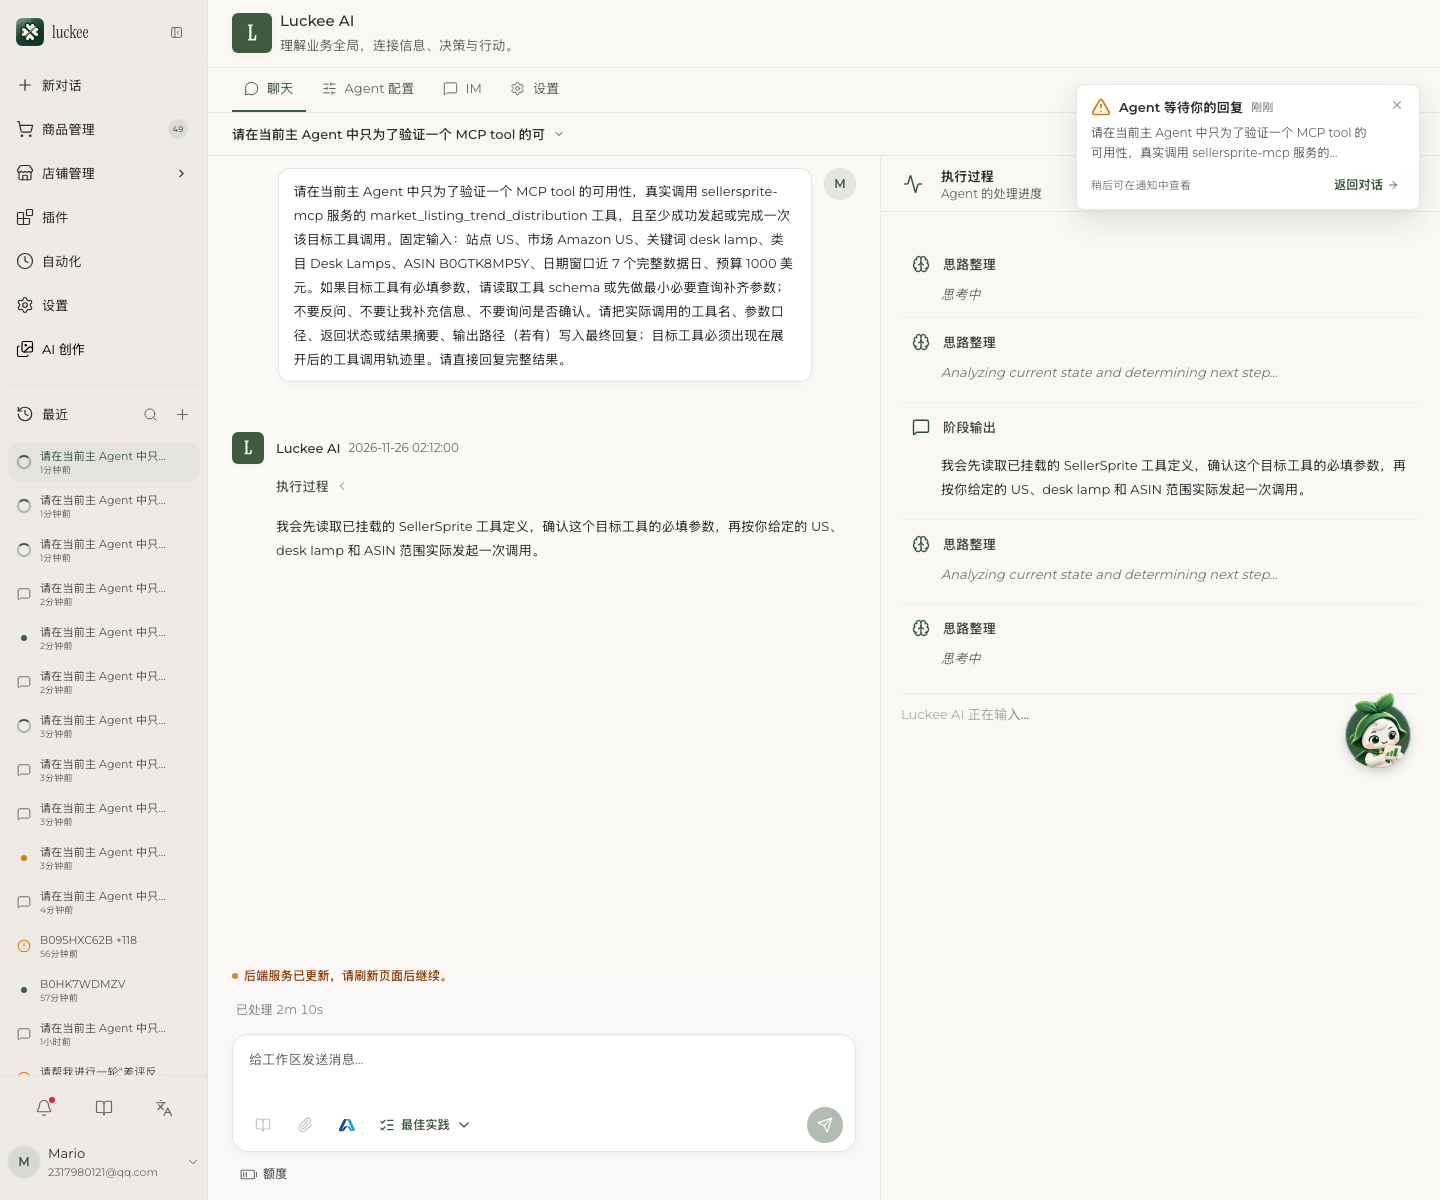 luckee
新对话
商品管理
49
店铺管理
插件
自动化
设置
AI 创作
最近
请在当前主 Agent 中只...
1分钟前
请在当前主 Agent 中只...
1分钟前
请在当前主 Agent 中只...
1分钟前
请在当前主 Agent 中只...
2分钟前
请在当前主 Agent 中只...
2分钟前
请在当前主 Agent 中只...
2分钟前
请在当前主 Agent 中只...
3分钟前
请在当前主 Agent 中只...
3分钟前
请在当前主 Agent 中只...
3分钟前
请在当前主 Agent 中只...
3分钟前
请在当前主 Agent 中只...
4分钟前
B095HXC62B +118
56分钟前
B0HK7WDMZV
57分钟前
请在当前主 Agent 中只...
1小时前
请帮我进行一轮“差评反
M
Mario
2317980121@qq.com
L
Luckee AI
理解业务全局，连接信息、决策与行动。
聊天
Agent 配置
IM
设置
请在当前主 Agent 中只为了验证一个 MCP tool 的可
请在当前主 Agent 中只为了验证一个 MCP tool 的可用性，真实调用 sellersprite-
mcp 服务的 market_listing_trend_distribution 工具，且至少成功发起或完成一次
该目标工具调用。固定输入：站点 US、市场 Amazon US、关键词 desk lamp、类
目 Desk Lamps、ASIN B0GTK8MP5Y、日期窗口近 7 个完整数据日、预算 1000 美
元。如果目标工具有必填参数，请读取工具 schema 或先做最小必要查询补齐参数；
不要反问、不要让我补充信息、不要询问是否确认。请把实际调用的工具名、参数口
径、返回状态或结果摘要、输出路径（若有）写入最终回复；目标工具必须出现在展
开后的工具调用轨迹里。请直接回复完整结果。
M
L
Luckee AI 2026-11-26 02:12:00
执行过程
我会先读取已挂载的 SellerSprite 工具定义，确认这个目标工具的必填参数，再按你给定的 US、
desk lamp 和 ASIN 范围实际发起一次调用。
后端服务已更新，请刷新页面后继续。
已处理 2m 10s
给工作区发送消息...
最佳实践
额度
执行过程
Agent 的处理进度
Agent 等待你的回复 刚刚
请在当前主 Agent 中只为了验证一个 MCP tool 的
可用性，真实调用 sellersprite-mcp 服务的...
稍后可在通知中查看
返回对话
思路整理
思考中
思路整理
Analyzing current state and determining next step...
阶段输出
我会先读取已挂载的 SellerSprite 工具定义，确认这个目标工具的必填参数，再
按你给定的 US、desk lamp 和 ASIN 范围实际发起一次调用。
思路整理
Analyzing current state and determining next step...
思路整理
思考中
Luckee AI 正在输入...